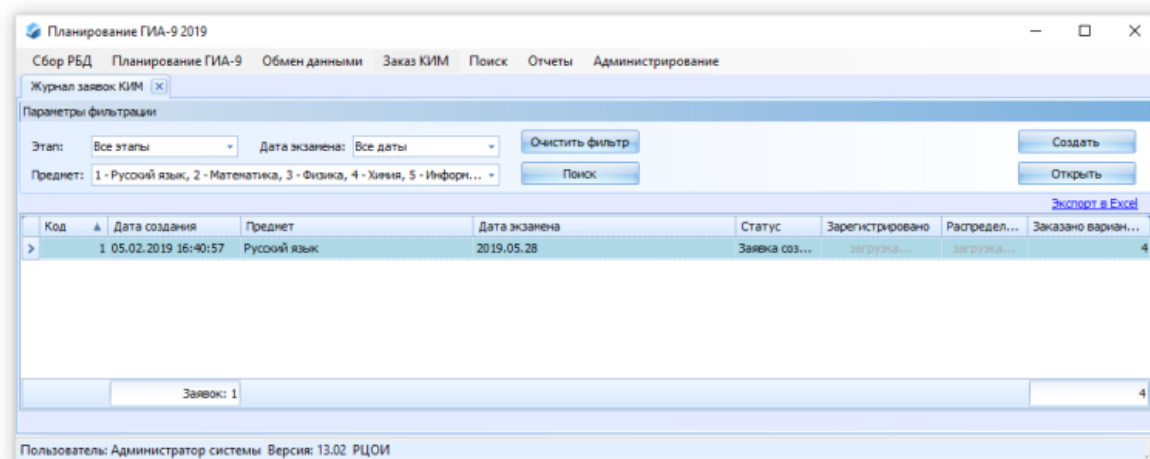 Планирование ГИА-9 2019
Сбор РБД Планирование ГИА-9 Обмен данными Заказ КИМ Поиск Отчеты Администрирование
Журнал заявок КИМ
Параметры фильтрации
Этап: Все этапы Дата экзамена: Все даты Очистить фильтр Создать
Предмет: 1 - Русский язык, 2 - Математика, 3 - Физика, 4 - Химия, 5 - Информ... Поиск Открыть
Экспорт в Excel
Код Дата создания Предмет Дата экзамена Статус Зарегистрировано Распредел... Заказано вариан...
1 05.02.2019 16:40:57 Русский язык 2019.05.28 Заявка соз... загрузка... загрузка... 4
Заявок: 1 4
Пользователь: Администратор системы Версия: 13.02 РЦОИ